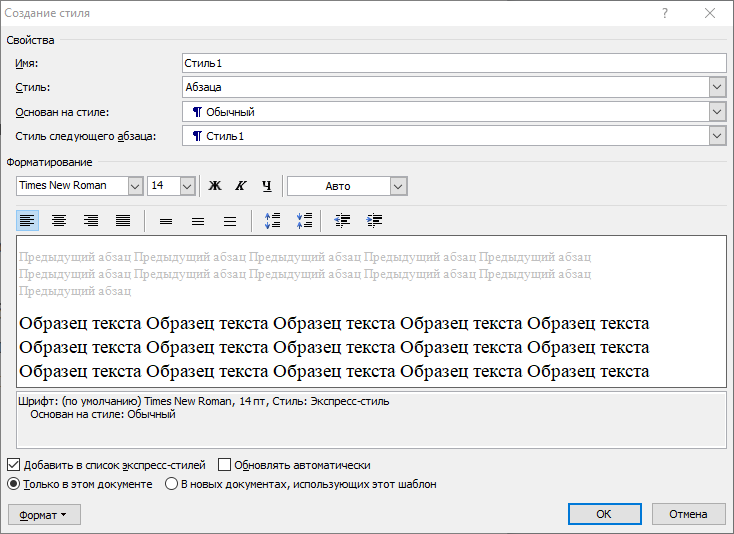 Создание стиля ?
Свойства
Имя: Стиль1
Стиль: Абзаца
Основан на стиле: ¶ Обычный
Стиль следующего абзаца: ¶ Стиль1
Форматирование
Times New Roman 14 Ж К Ч Авто
Предыдущий абзац Предыдущий абзац Предыдущий абзац Предыдущий абзац Предыдущий абзац
Предыдущий абзац Предыдущий абзац Предыдущий абзац Предыдущий абзац Предыдущий абзац
Предыдущий абзац
Образец текста Образец текста Образец текста Образец текста Образец текста
Образец текста Образец текста Образец текста Образец текста Образец текста
Образец текста Образец текста Образец текста Образец текста Образец текста
Шрифт: (по умолчанию) Times New Roman, 14 пт, Стиль: Экспресс-стиль
Основан на стиле: Обычный
Добавить в список экспресс-стилей Обновлять автоматически
Только в этом документе В новых документах, использующих этот шаблон
Формат ОК Отмена